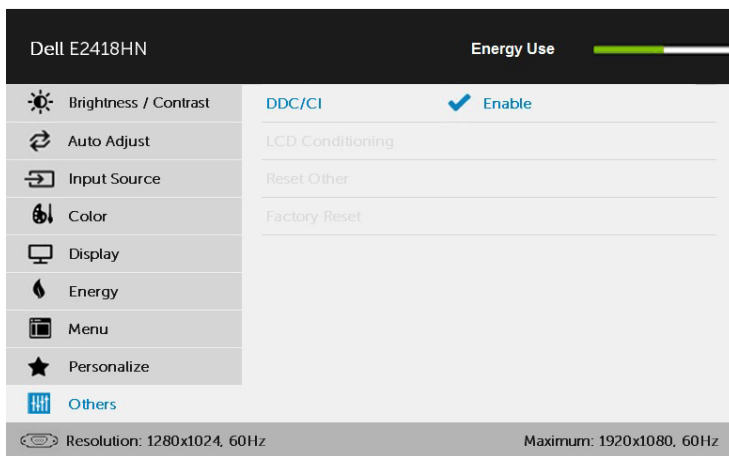 Dell E2418HN Energy Use
Brightness / Contrast DDC/CI Enable
Auto Adjust LCD Conditioning
Input Source Reset Other
Color Factory Reset
Display
Energy
Menu
Personalize
Others
Resolution: 1280x1024, 60Hz Maximum: 1920x1080, 60Hz